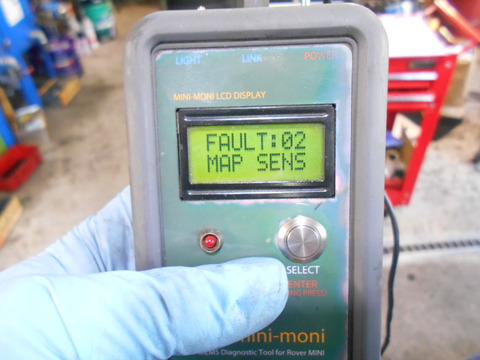 LIGHT LINK POWER
MINI-MONI LCD DISPLAY
FAULT:02
MAP SENS
SELECT
ENTER
mini-moni
MEMS Diagnostic Tool for Rover MINI